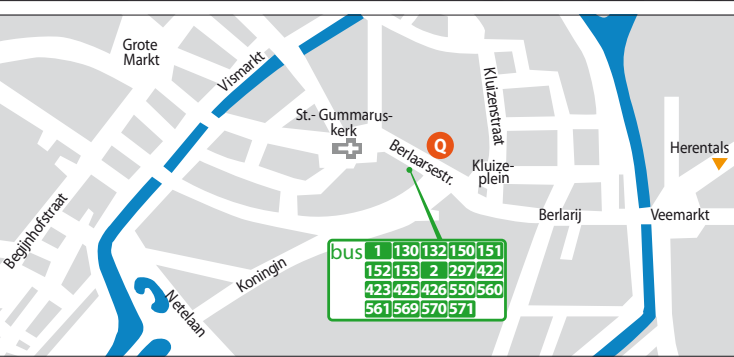 Grote
Markt
Vismarkt
St.- Gummarus-
kerk
Kluizenstraat
Q
Berlaarsestr.
Kluize-
plein
Herentals
Begijnhofstraat
Berlarij
Veemarkt
Koningin
Netelaan
bus 1 130 132 150 151
152 153 2 297 422
423 425 426 550 560
561 569 570 571